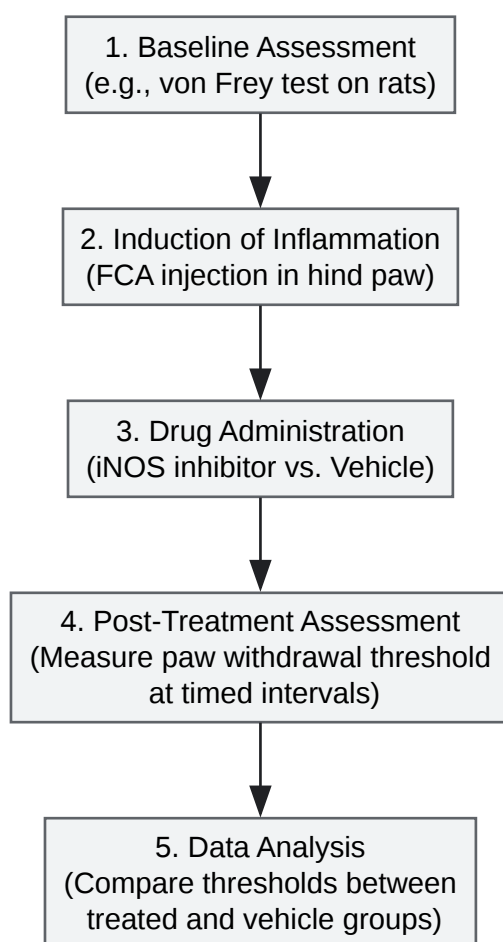 1. Baseline Assessment
(e.g., von Frey test on rats)
2. Induction of Inflammation
(FCA injection in hind paw)
3. Drug Administration
(iNOS inhibitor vs. Vehicle)
4. Post-Treatment Assessment
(Measure paw withdrawal threshold
at timed intervals)
5. Data Analysis
(Compare thresholds between
treated and vehicle groups)